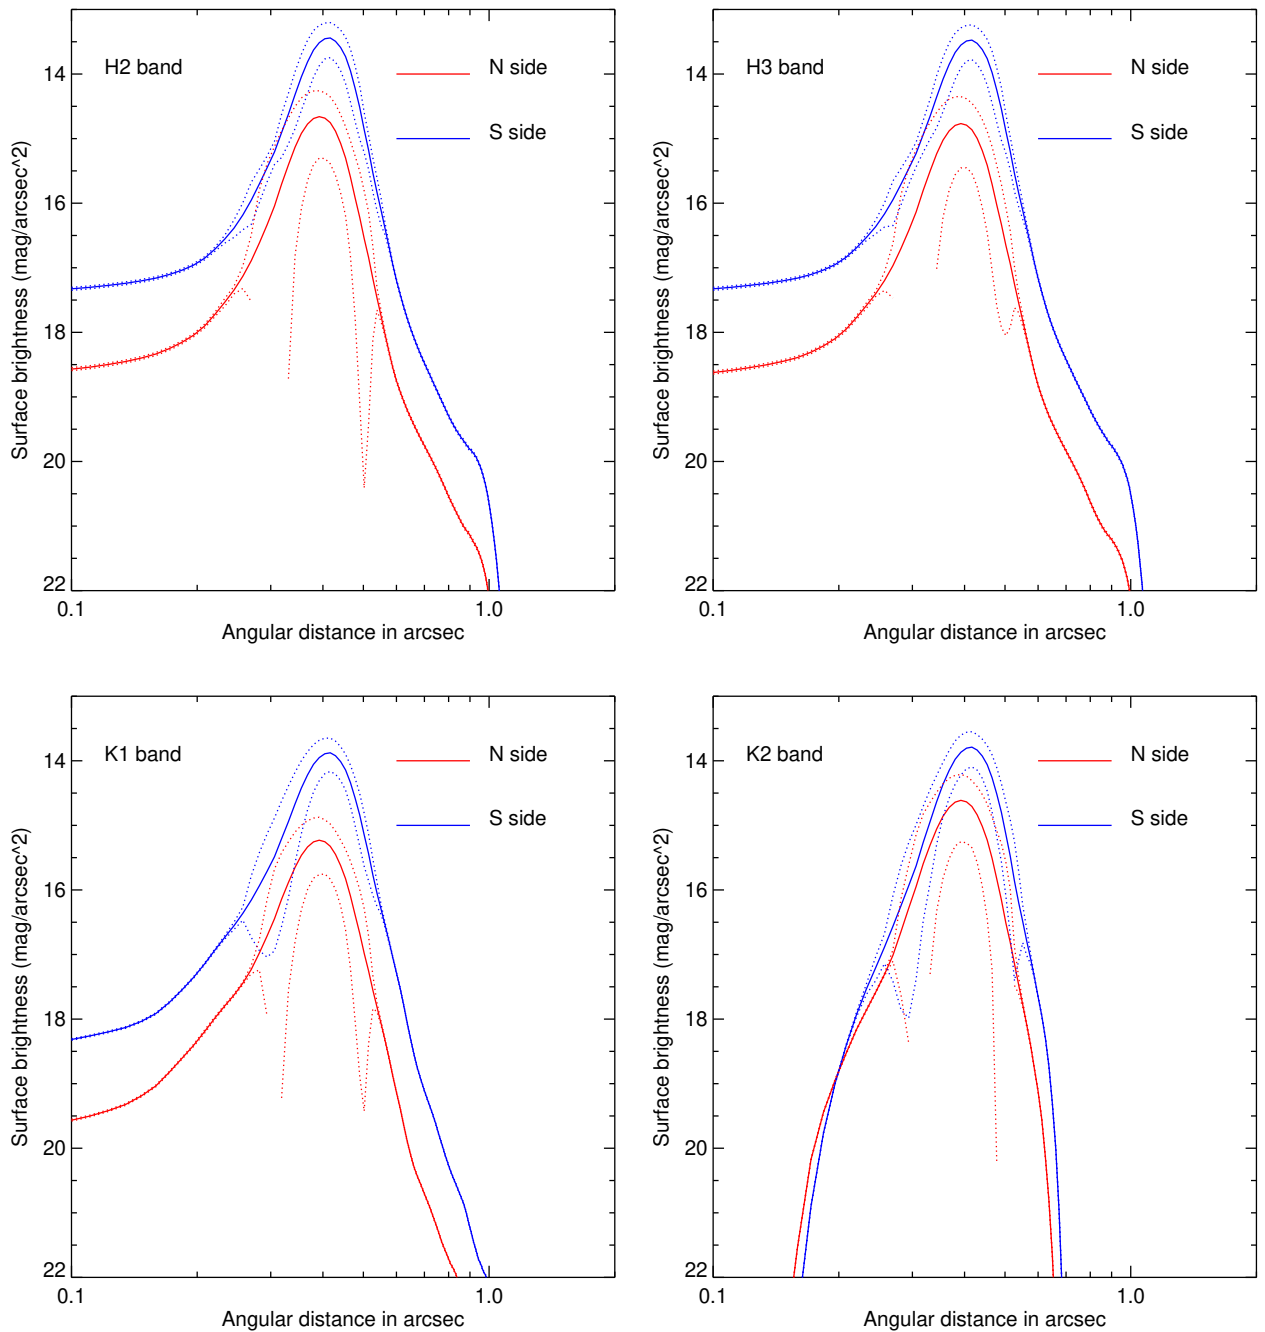 H2 band
N side
S side
Surface brightness (mag/arcsec^2)
14
16
18
20
22
0.1
1.0
Angular distance in arcsec
H3 band
N side
S side
Surface brightness (mag/arcsec^2)
14
16
18
20
22
0.1
1.0
Angular distance in arcsec
K1 band
N side
S side
Surface brightness (mag/arcsec^2)
14
16
18
20
22
0.1
1.0
Angular distance in arcsec
K2 band
N side
S side
Surface brightness (mag/arcsec^2)
14
16
18
20
22
0.1
1.0
Angular distance in arcsec